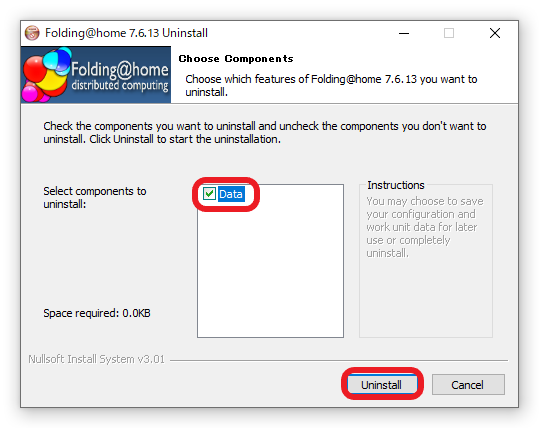 Folding@home 7.6.13 Uninstall
Folding@home
distributed computing
Choose Components
Choose which features of Folding@home 7.6.13 you want to
uninstall.
Check the components you want to uninstall and uncheck the components you don't want to
uninstall. Click Uninstall to start the uninstallation.
Select components to
uninstall:
Data
Instructions
You may choose to save
your configuration and
work unit data for later
use or completely
uninstall.
Space required: 0.0KB
Nullsoft Install System v3.01
Uninstall
Cancel